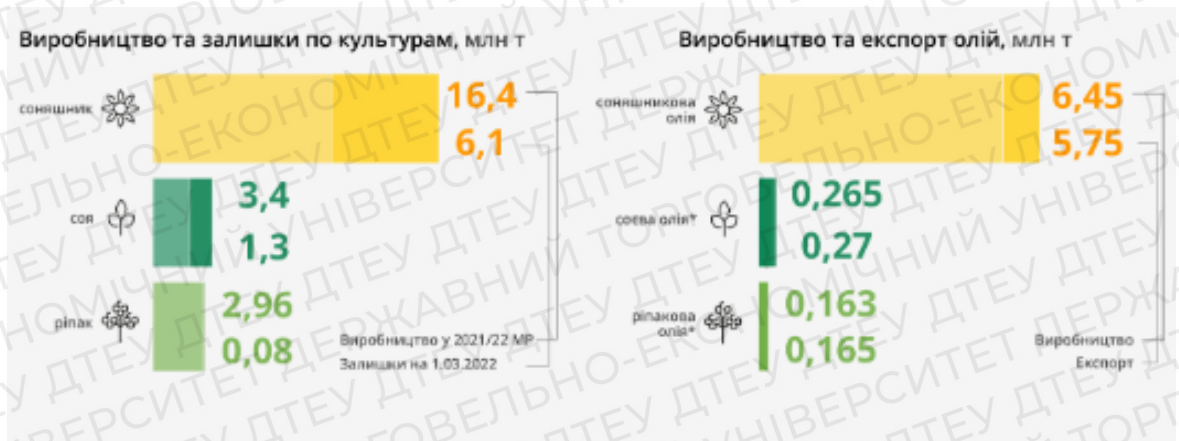 Виробництво та залишки по культурам, млн т
соняшник
16,4
6,1
соя
3,4
1,3
ріпак
2,96
0,08
Виробництво у 2021/22 МР
Залишки на 1.03.2022
Виробництво та експорт олій, млн т
соняшникова
олія
6,45
5,75
соєва олія*
0,265
0,27
ріпакова
олія*
0,163
0,165
Виробництво
Експорт